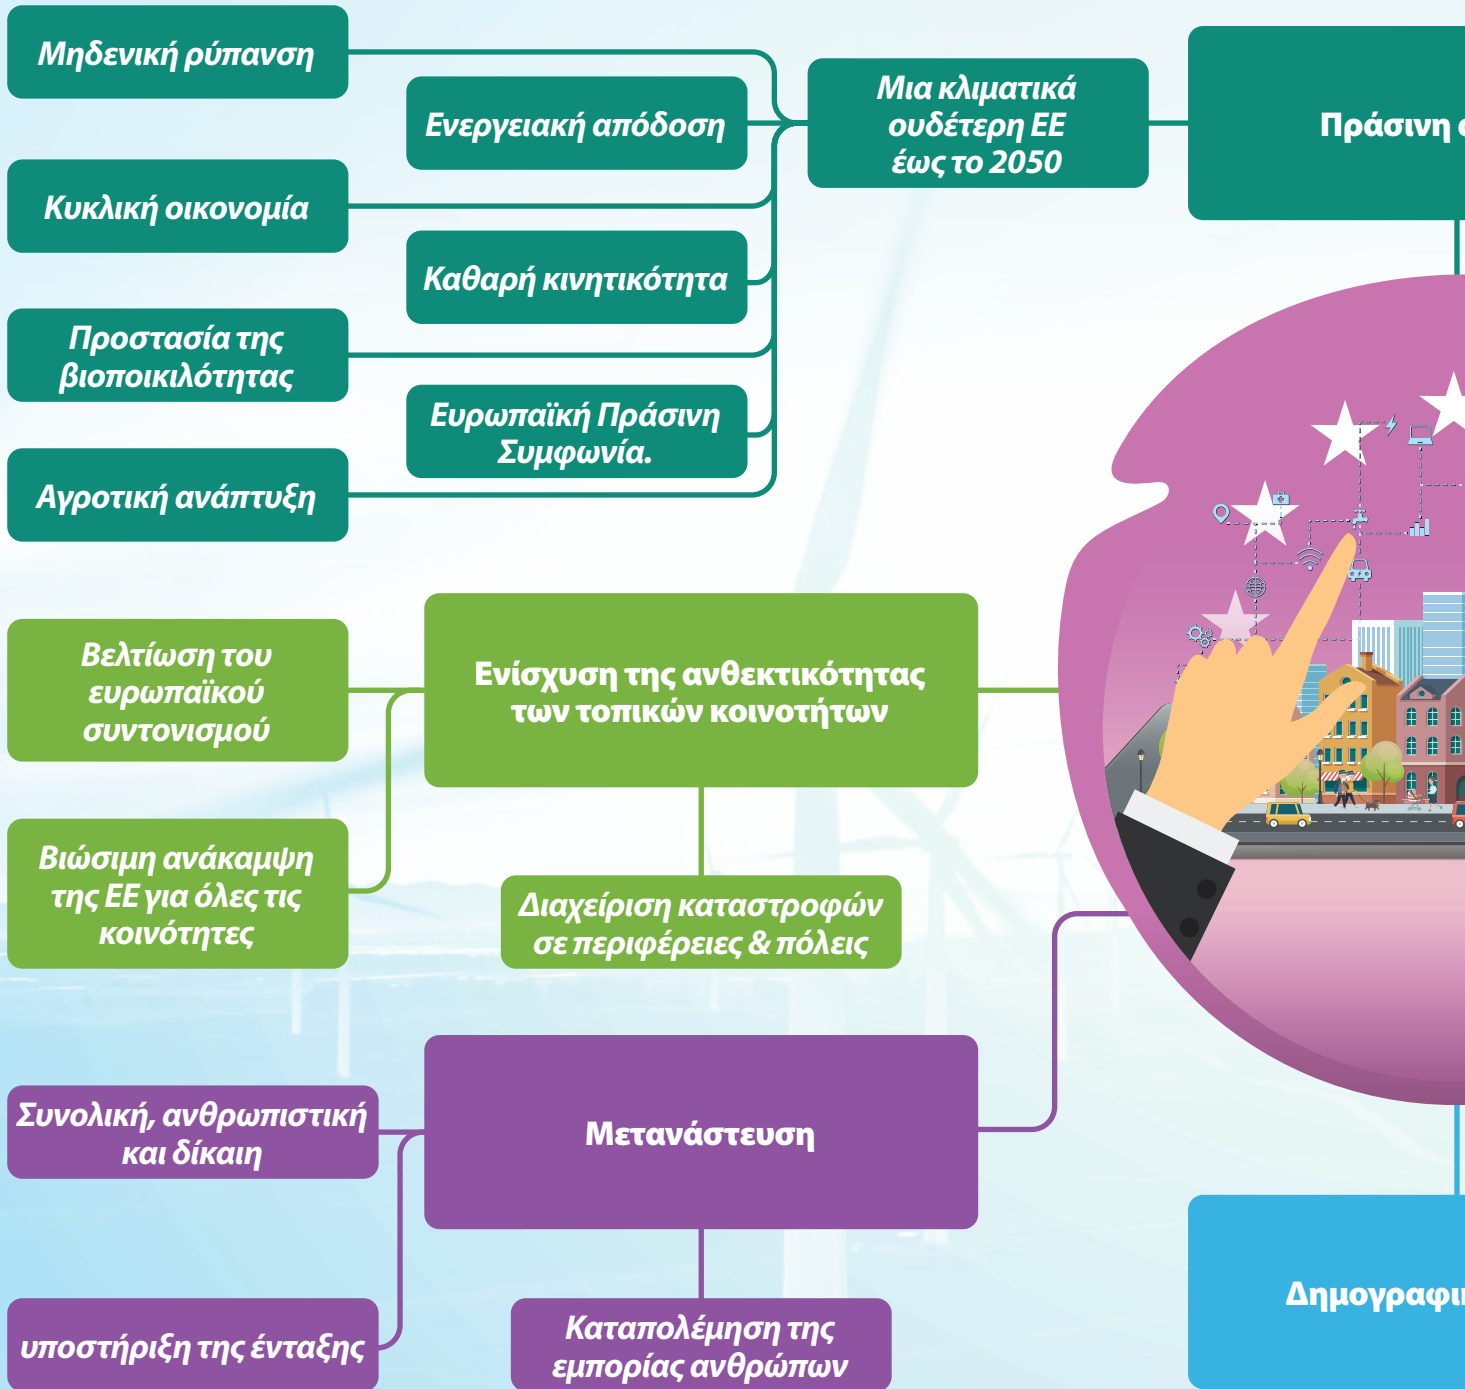 Μηδενική ρύπανση
Ενεργειακή απόδοση
Μια κλιματικά
ουδέτερη ΕΕ
έως το 2050
Πράσινη
Κυκλική οικονομία
Καθαρή κινητικότητα
Προστασία της
βιοποικιλότητας
Ευρωπαϊκή Πράσινη
Συμφωνία.
Αγροτική ανάπτυξη
Βελτίωση του
ευρωπαϊκού
συντονισμού
Ενίσχυση της ανθεκτικότητας
των τοπικών κοινοτήτων
Βιώσιμη ανάκαμψη
της ΕΕ για όλες τις
κοινότητες
Διαχείριση καταστροφών
σε περιφέρειες & πόλεις
Συνολική, ανθρωπιστική
και δίκαιη
Μετανάστευση
υποστήριξη της ένταξης
Καταπολέμηση της
εμπορίας ανθρώπων